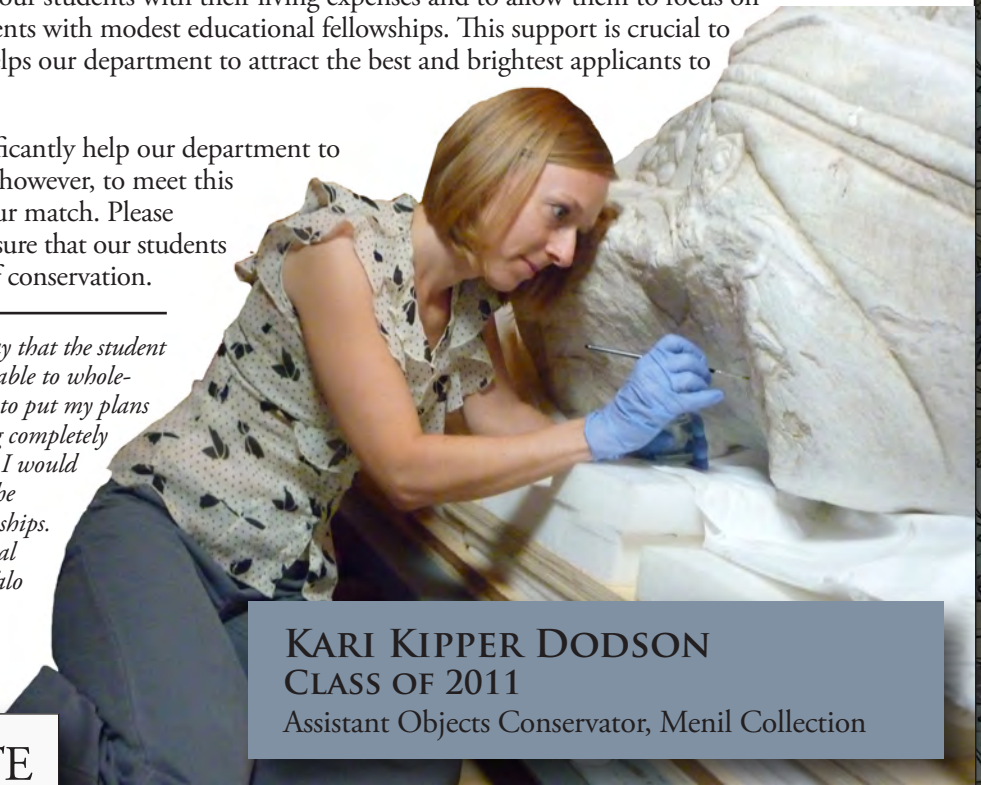 our students with their living expenses and to allow them to focus on
ents with modest educational fellowships. This support is crucial to
elps our department to attract the best and brightest applicants to
ficantly help our department to
however, to meet this
ur match. Please
sure that our students
f conservation.
y that the student
able to whole-
to put my plans
g completely
I would
he
ships.
al
alo
KARI KIPPER DODSON
CLASS OF 2011
Assistant Objects Conservator, Menil Collection
TE